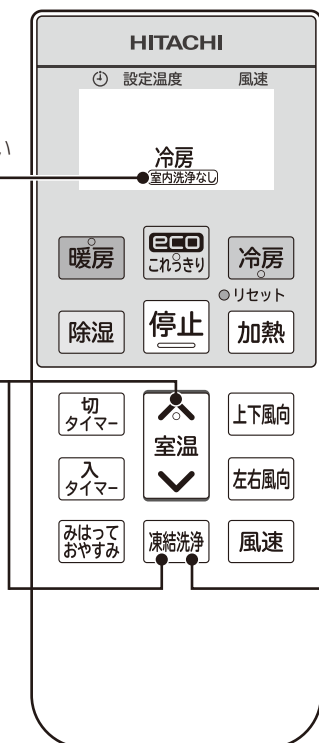 HITACHI
設定温度 風速
い
冷房
室内洗浄なし
暖房
eco
これっきり
冷房
リセット
除湿
停止
加熱
切
タイマー
室温
上下風向
入
タイマー
左右風向
みはって
おやすみ
凍結洗浄
風速